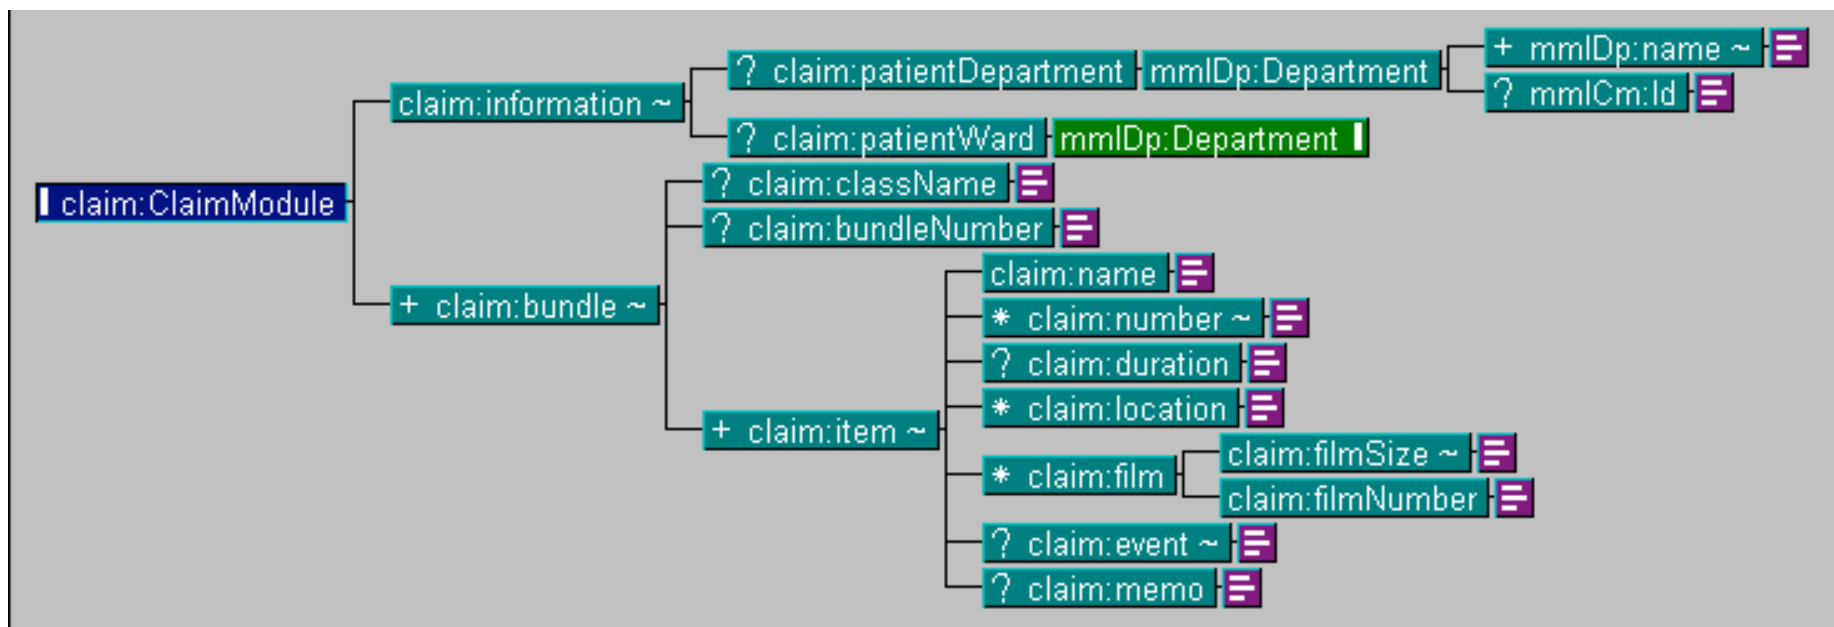 + mmlDp:name ~
? claim:patientDepartment mmlDp:Department
? mmlCm:Id
claim:information ~
? claim:patientWard mmlDp:Department
? claim:className
claim:ClaimModule
? claim:bundleNumber
claim:name
+ claim:bundle ~
* claim:number ~
? claim:duration
* claim:location
+ claim:item ~
claim:filmSize ~
* claim:film
claim:filmNumber
? claim:event ~
? claim:memo